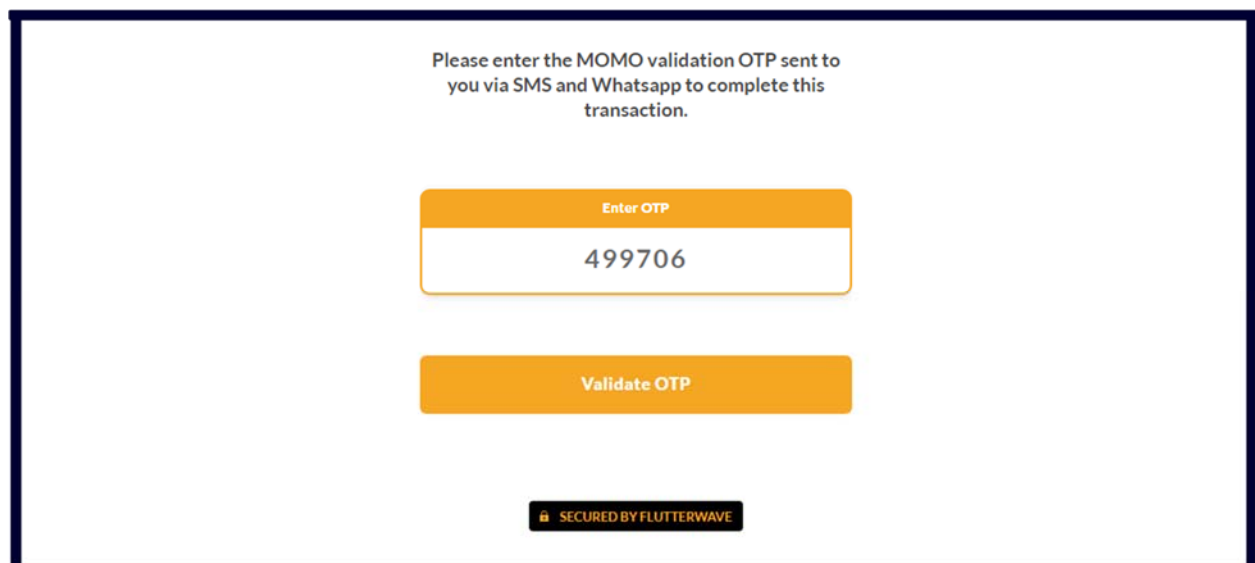 Please enter the MOMO validation OTP sent to
you via SMS and Whatsapp to complete this
transaction.
Enter OTP
499706
Validate OTP
SECURED BY FLUTTERWAVE